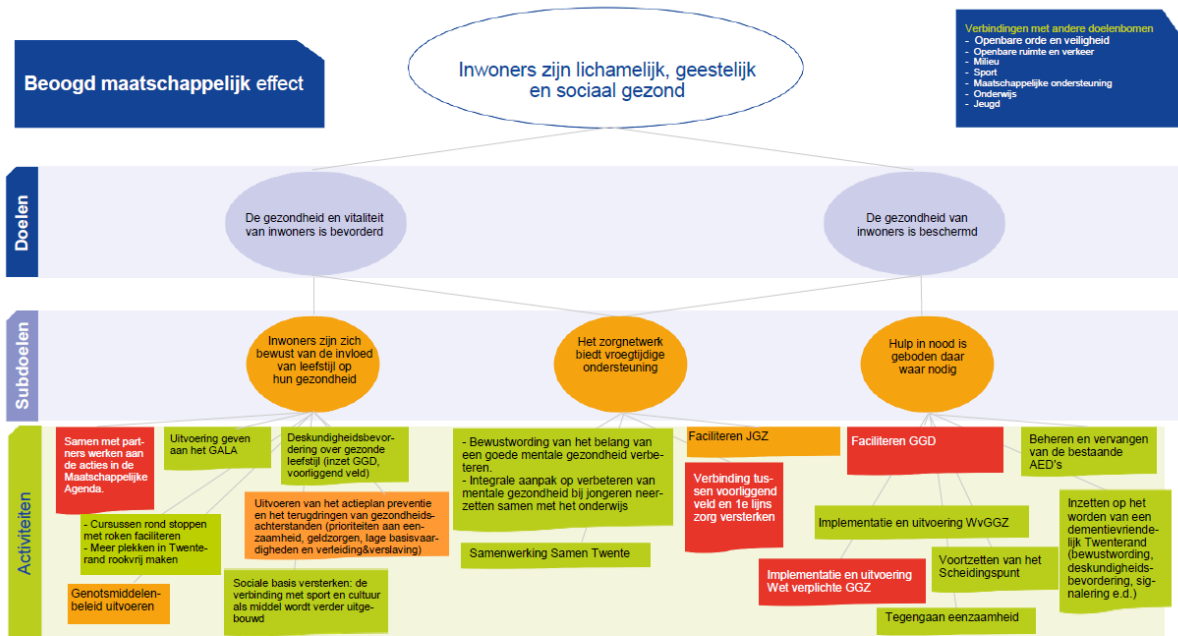 Beoogd maatschappelijk effect
Inwoners zijn lichamelijk, geestelijk
en sociaal gezond
Verbindingen met andere doelenbomen
- Openbare orde en veiligheid
- Openbare ruimte en verkeer
- Milieu
- Sport
- Maatschappelijke ondersteuning
- Onderwijs
- Jeugd
Doelen
De gezondheid en vitaliteit
van inwoners is bevorderd
De gezondheid van
inwoners is beschermd
Subdoelen
Inwoners zijn zich
bewust van de invloed
van leefstijl op
hun gezondheid
Het zorgnetwerk
biedt vroegtijdige
ondersteuning
Hulp in nood is
geboden daar
waar nodig
Activiteiten
Samen met part-
ners werken aan
de acties in de
Maatschappelijke
Agenda.
Uitvoering geven
aan het GALA
Deskundigheidsbevor-
dering over gezonde
leefstijl (inzet GGD,
voorliggend veld)
- Cursussen rond stoppen
met roken faciliteren
- Meer plekken in Twente-
rand rookvrij maken
Uitvoeren van het actieplan preventie
en het terugdringen van gezondheids-
achterstanden (prioriteiten aan een-
zaamheid, geldzorgen, lage basisvaar-
digheden en verleiding&verslaving)
Genotsmiddelen-
beleid uitvoeren
Sociale basis versterken: de
verbinding met sport en cultuur
als middel wordt verder uitge-
bouwd
- Bewustwording van het belang van
een goede mentale gezondheid verbe-
teren.
- Integrale aanpak op verbeteren van
mentale gezondheid bij jongeren neer-
zetten samen met het onderwijs
Samenwerking Samen Twente
Faciliteren JGZ
Verbinding tus-
sen voorliggend
veld en 1e lijns
zorg versterken
Faciliteren GGD
Beheren en vervangen
van de bestaande
AED's
Implementatie en uitvoering WvGGZ
Inzetten op het
worden van een
dementievriende-
lijk Twenterand
(bewustwording,
deskundigheids-
bevordering, sig-
nalering e.d.)
Implementatie en uitvoering
Wet verplichte GGZ
Voortzetten van het
Scheidingspunt
Tegengaan eenzaamheid